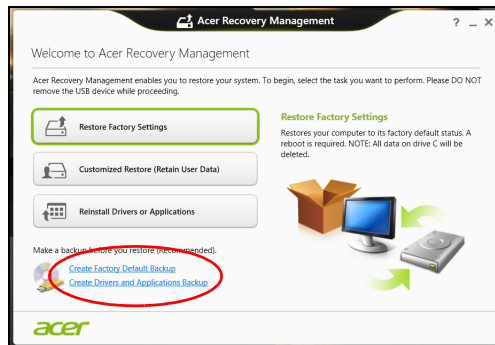 Acer Recovery Management
? _ X
Welcome to Acer Recovery Management
Acer Recovery Management enables you to restore your system. To begin, select the task you want to perform. Please DO NOT
remove the USB device while proceeding.
Restore Factory Settings
Customized Restore (Retain User Data)
Reinstall Drivers or Applications
Restore Factory Settings
Restores your computer to its factory default status. A
reboot is required. NOTE: All data on drive C will be
deleted.
Make a backup before you restore (Recommended).
Create Factory Default Backup
Create Drivers and Applications Backup
acer